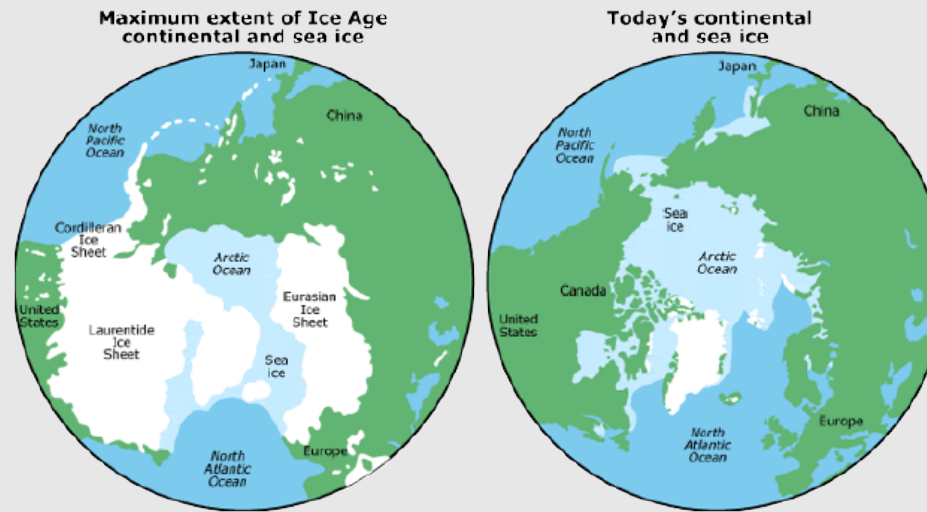 Maximum extent of Ice Age
continental and sea ice
Japan
China
North
Pacific
Ocean
Cordilleran
Ice
Sheet
Arctic
Ocean
United
States
Laurentide
Ice
Sheet
Eurasian
Ice
Sheet
Sea
ice
Europe
North
Atlantic
Ocean
Today's continental
and sea ice
Japan
China
North
Pacific
Ocean
Sea
ice
Arctic
Ocean
Canada
United
States
Europe
North
Atlantic
Ocean